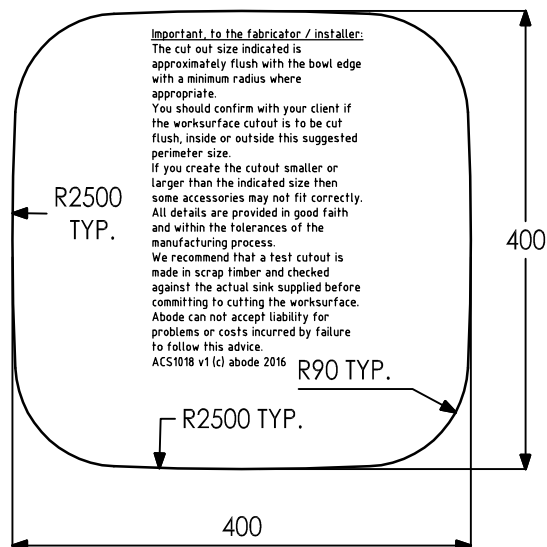 Important, to the fabricator / installer:
The cut out size indicated is
approximately flush with the bowl edge
with a minimum radius where
appropriate.
You should confirm with your client if
the worksurface cutout is to be cut
flush, inside or outside this suggested
perimeter size.
If you create the cutout smaller or
larger than the indicated size then
some accessories may not fit correctly.
All details are provided in good faith
and within the tolerances of the
manufacturing process.
We recommend that a test cutout is
made in scrap timber and checked
against the actual sink supplied before
committing to cutting the worksurface.
Abode can not accept liability for
problems or costs incurred by failure
to follow this advice.
ACS1018 v1 (c) abode 2016
R2500
TYP.
400
R90 TYP.
R2500 TYP.
400